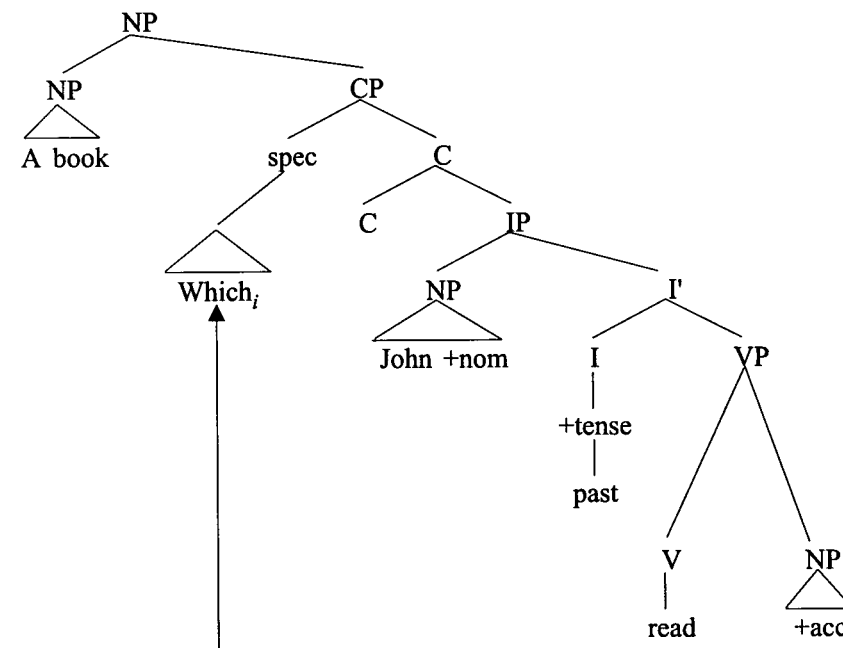 NP
NP CP
A book spec C
C IP
Which_i NP I'
John +nom I VP
+tense
past
V NP
read +acc